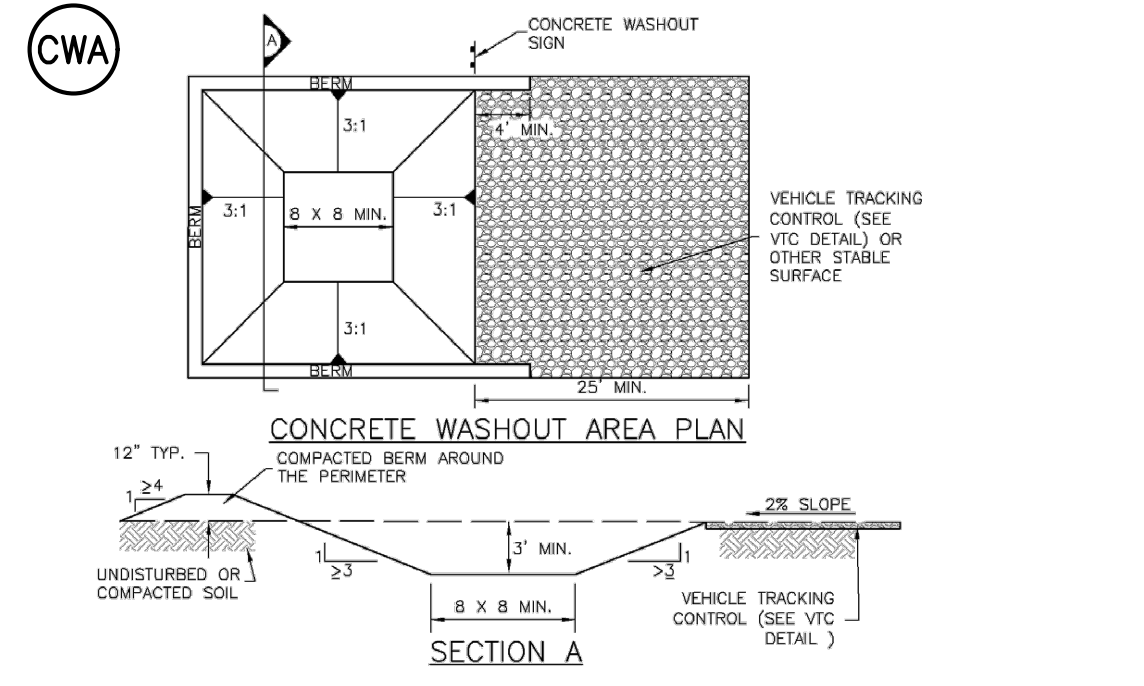 CWA
A
CONCRETE WASHOUT
SIGN
BERM
3:1
4' MIN.
VEHICLE TRACKING
CONTROL (SEE
VTC DETAIL) OR
OTHER STABLE
SURFACE
BERM
3:1
8 X 8 MIN.
3:1
3:1
BERM
25' MIN.
CONCRETE WASHOUT AREA PLAN
12" TYP.
COMPACTED BERM AROUND
THE PERIMETER
1
≥4
2% SLOPE
3' MIN.
1
≥3
1
>3
UNDISTURBED OR
COMPACTED SOIL
8 X 8 MIN.
VEHICLE TRACKING
CONTROL (SEE VTC
DETAIL )
SECTION A